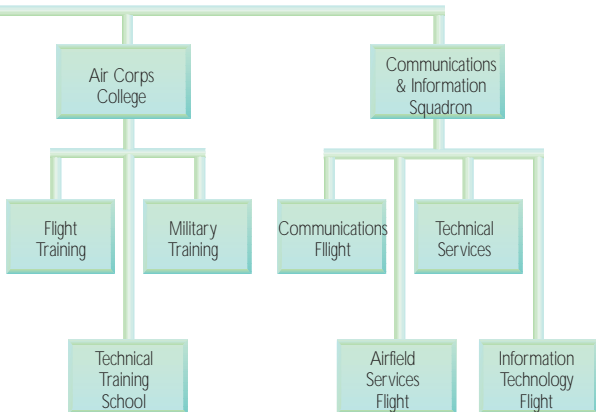 Air Corps
College
Communications
& Information
Squadron
Flight
Training
Military
Training
Communications
Fllight
Technical
Services
Technical
Training
School
Airfield
Services
Flight
Information
Technology
Flight